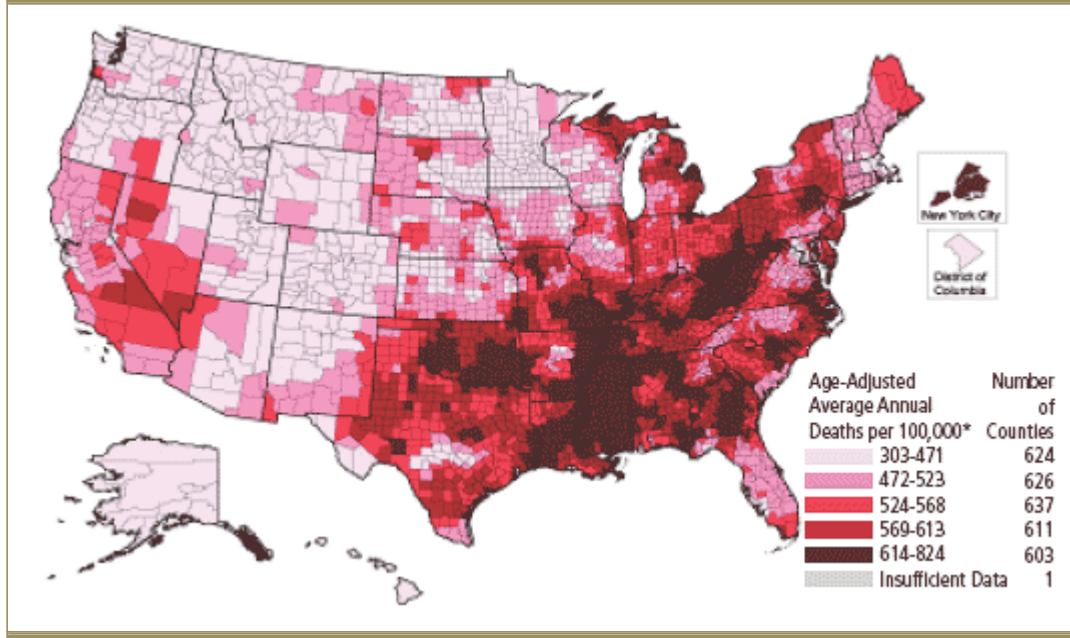 New York City
District of
Columbia
Age-Adjusted Number
Average Annual of
Deaths per 100,000* Counties
303-471 624
472-523 626
524-568 637
569-613 611
614-824 603
Insufficient Data 1